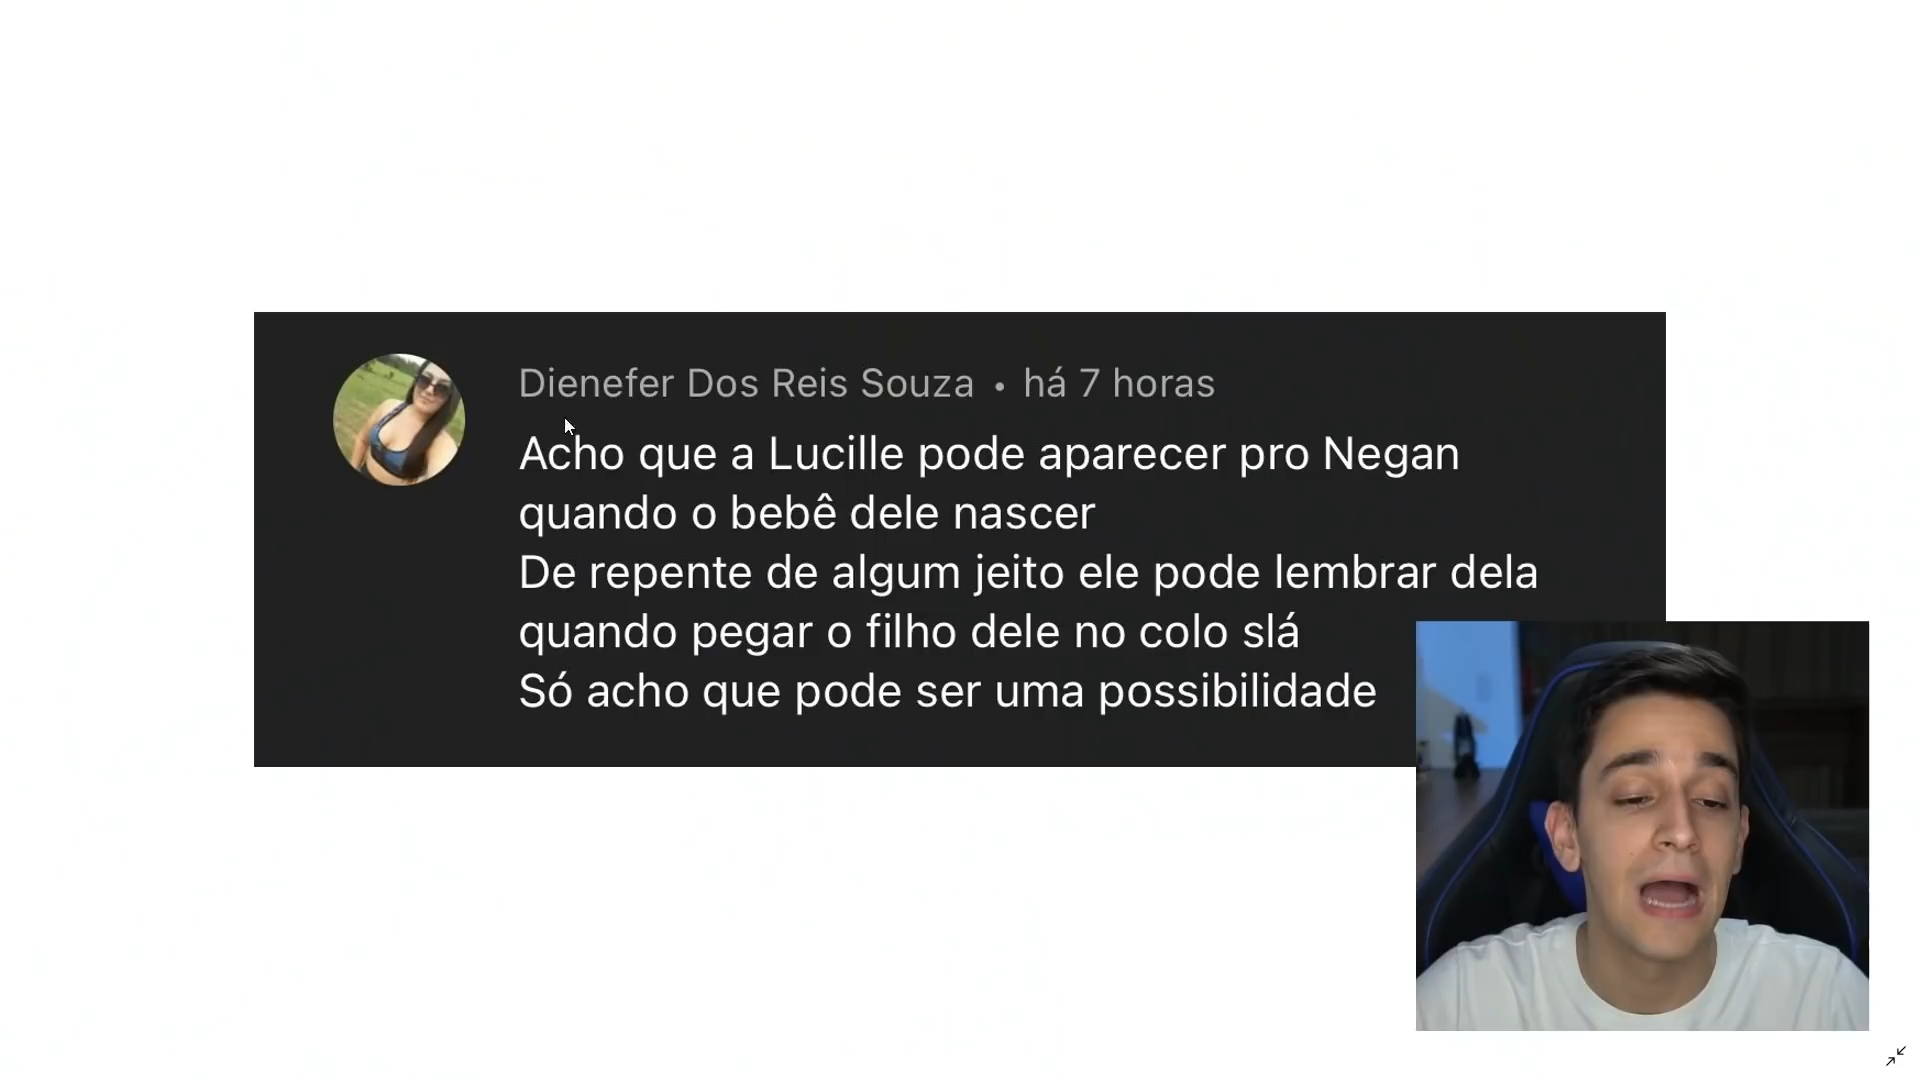 Dienefer Dos Reis Souza • há 7 horas
Acho que a Lucille pode aparecer pro Negan
quando o bebê dele nascer
De repente de algum jeito ele pode lembrar dela
quando pegar o filho dele no colo slá
Só acho que pode ser uma possibilidade